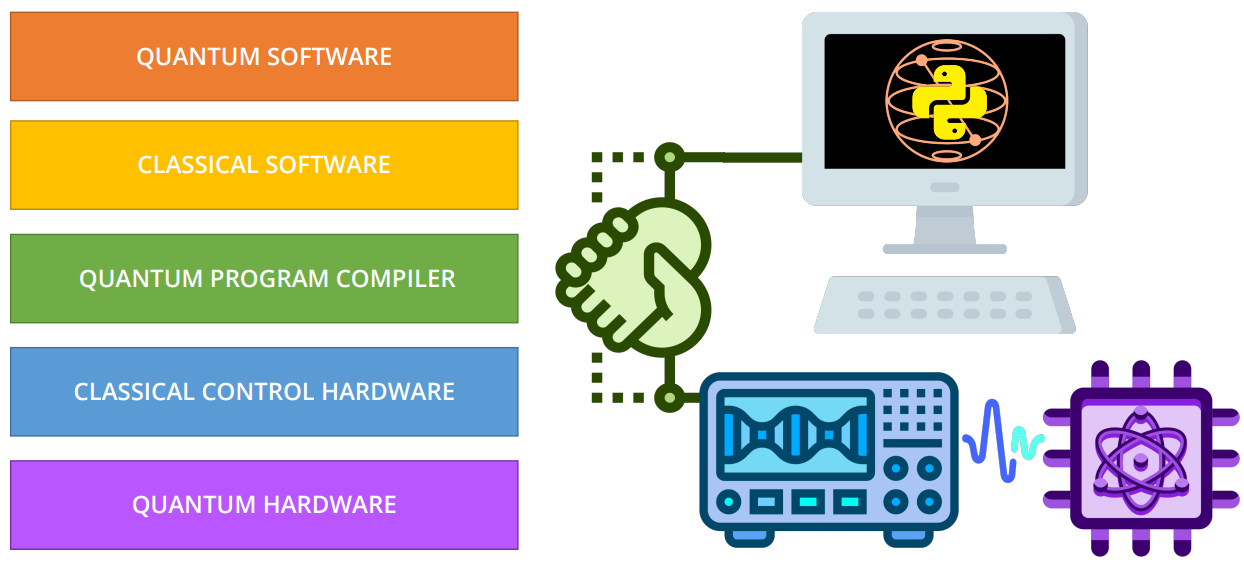 QUANTUM SOFTWARE
CLASSICAL SOFTWARE
QUANTUM PROGRAM COMPILER
CLASSICAL CONTROL HARDWARE
QUANTUM HARDWARE